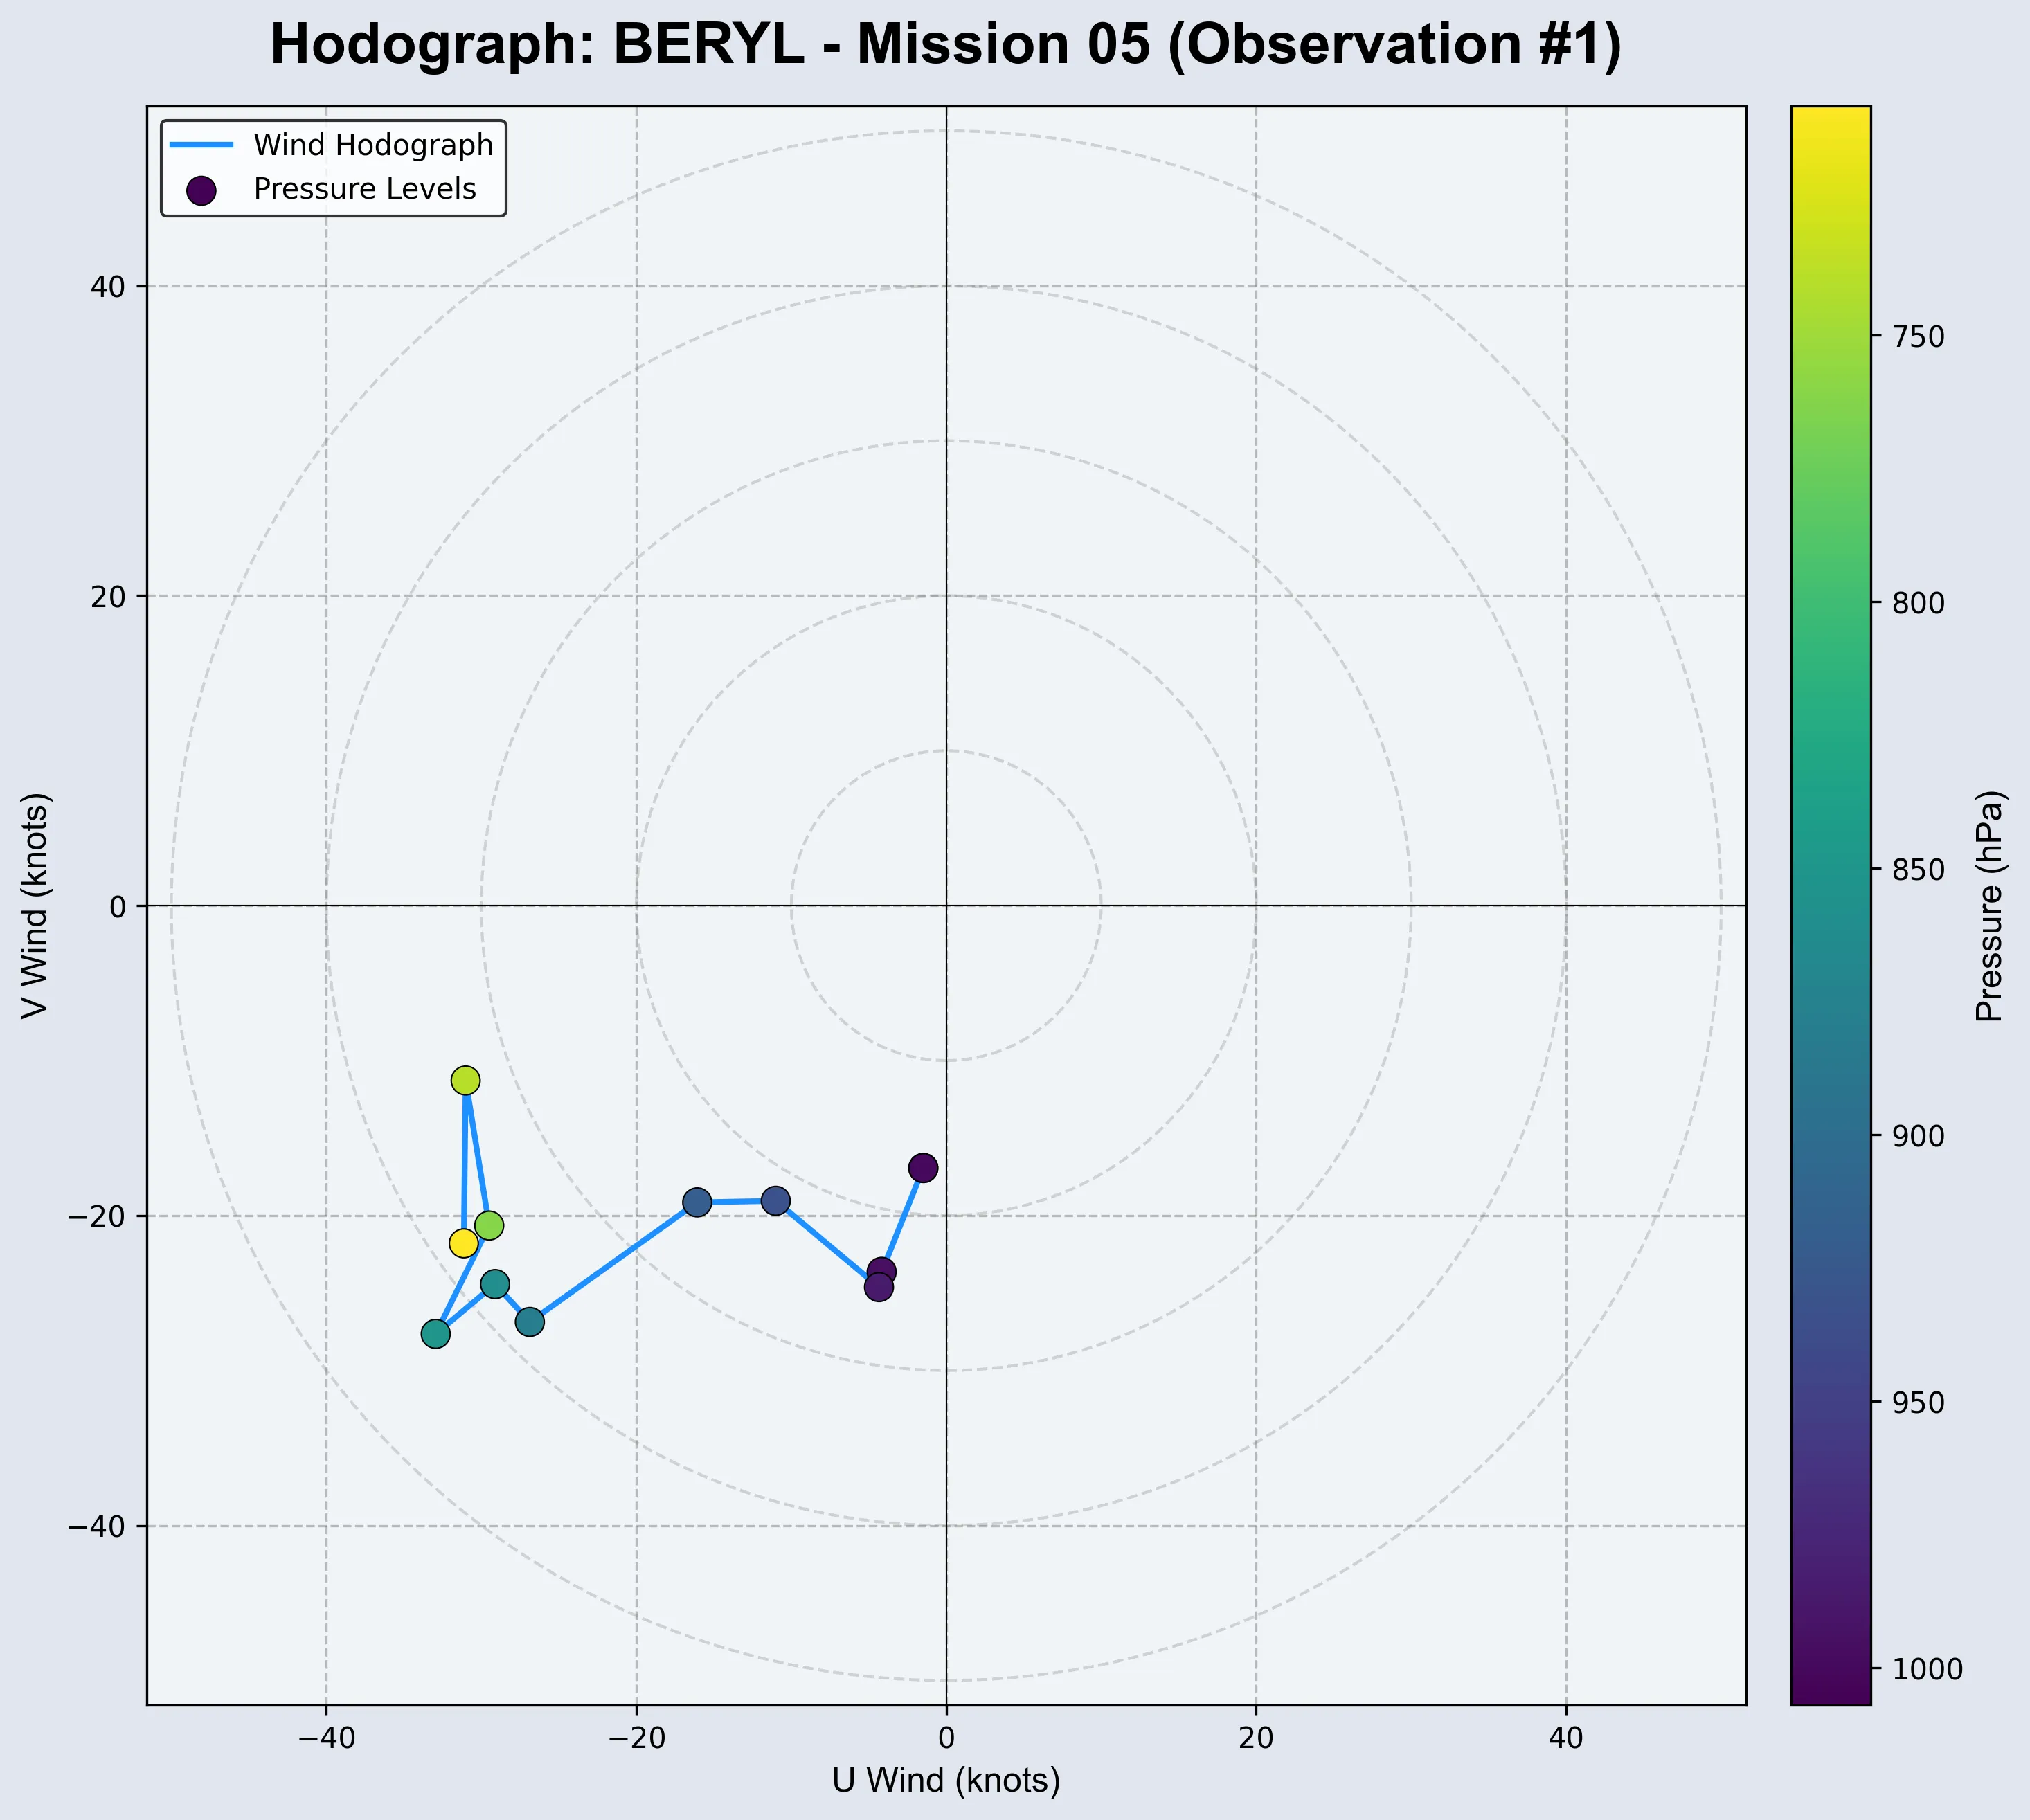 Hodograph: BERYL - Mission 05 (Observation #1)
Wind Hodograph
Pressure Levels
40
20
0
−20
−40
V Wind (knots)
−40
−20
0
20
40
U Wind (knots)
750
800
850
900
950
1000
Pressure (hPa)